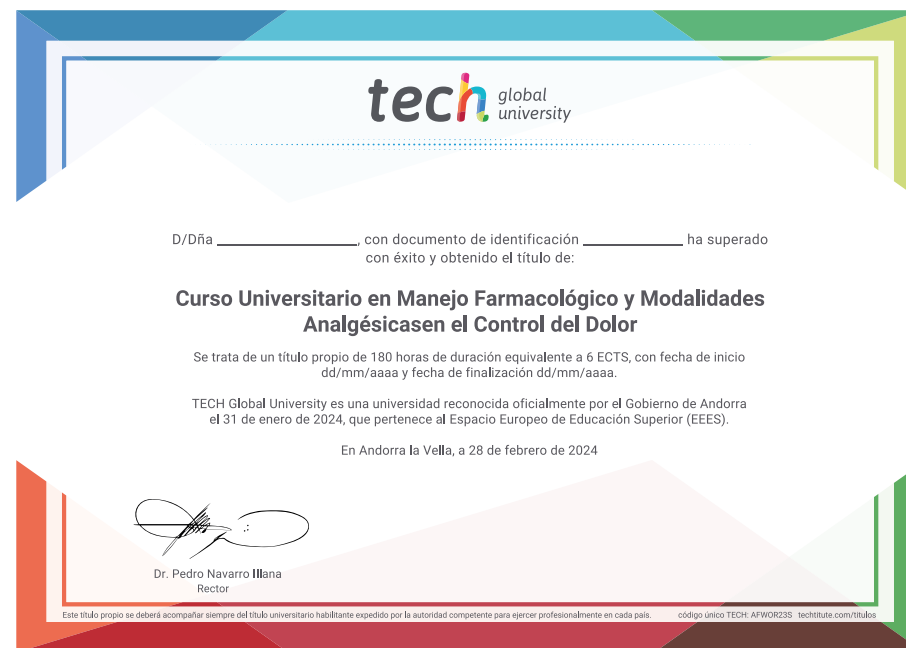 tech global university
D/Dña ____________________, con documento de identificación ______________ ha superado
con éxito y obtenido el título de:
Curso Universitario en Manejo Farmacológico y Modalidades
Analgésicasen el Control del Dolor
Se trata de un título propio de 180 horas de duración equivalente a 6 ECTS, con fecha de inicio
dd/mm/aaaa y fecha de finalización dd/mm/aaaa.
TECH Global University es una universidad reconocida oficialmente por el Gobierno de Andorra
el 31 de enero de 2024, que pertenece al Espacio Europeo de Educación Superior (EEES).
En Andorra la Vella, a 28 de febrero de 2024
Dr. Pedro Navarro Illana
Rector
Este título propio se deberá acompañar siempre del título universitario habilitante expedido por la autoridad competente para ejercer profesionalmente en cada país. código único TECH: AFWOR23S techtitute.com/titulos